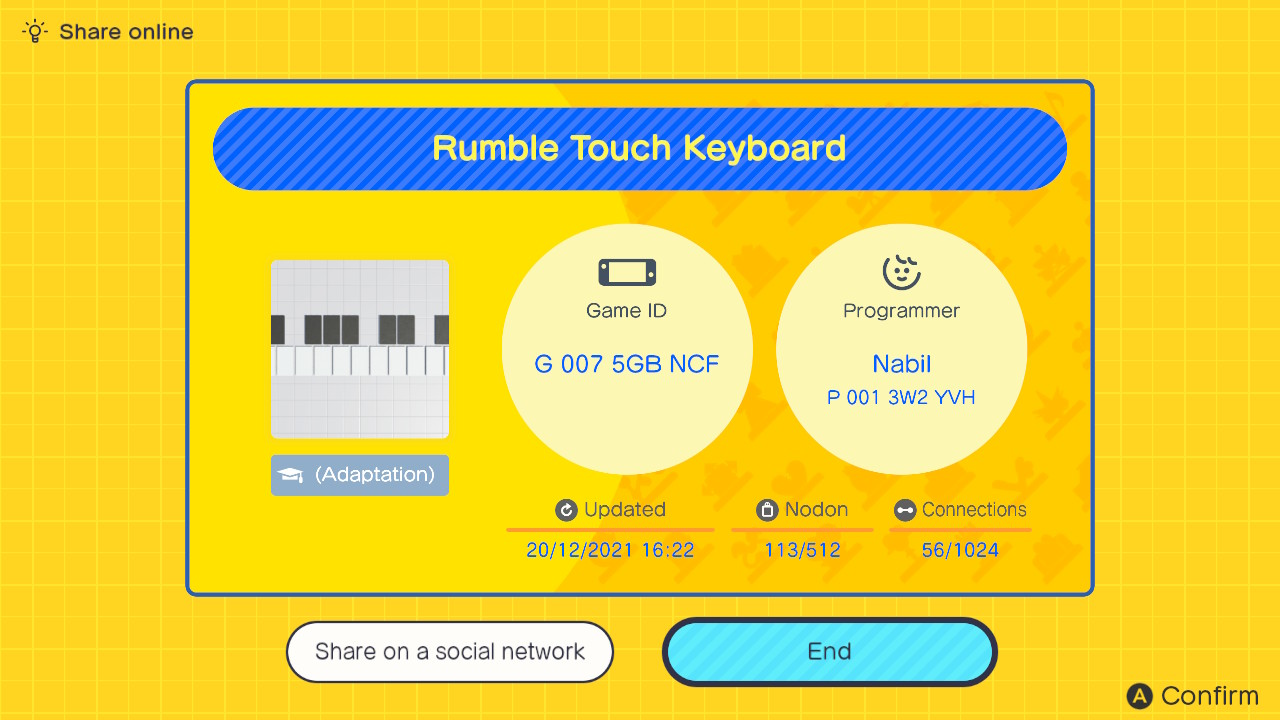 Share online
Rumble Touch Keyboard
Game ID
G 007 5GB NCF
Programmer
Nabil
P 001 3W2 YVH
(Adaptation)
Updated
20/12/2021 16:22
Nodon
113/512
Connections
56/1024
Share on a social network
End
A Confirm